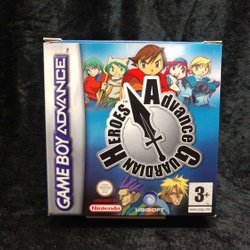 GAME BOY ADVANCE
Advance
GUARDIAN
HEROES
Nintendo
UBISOFT
3+